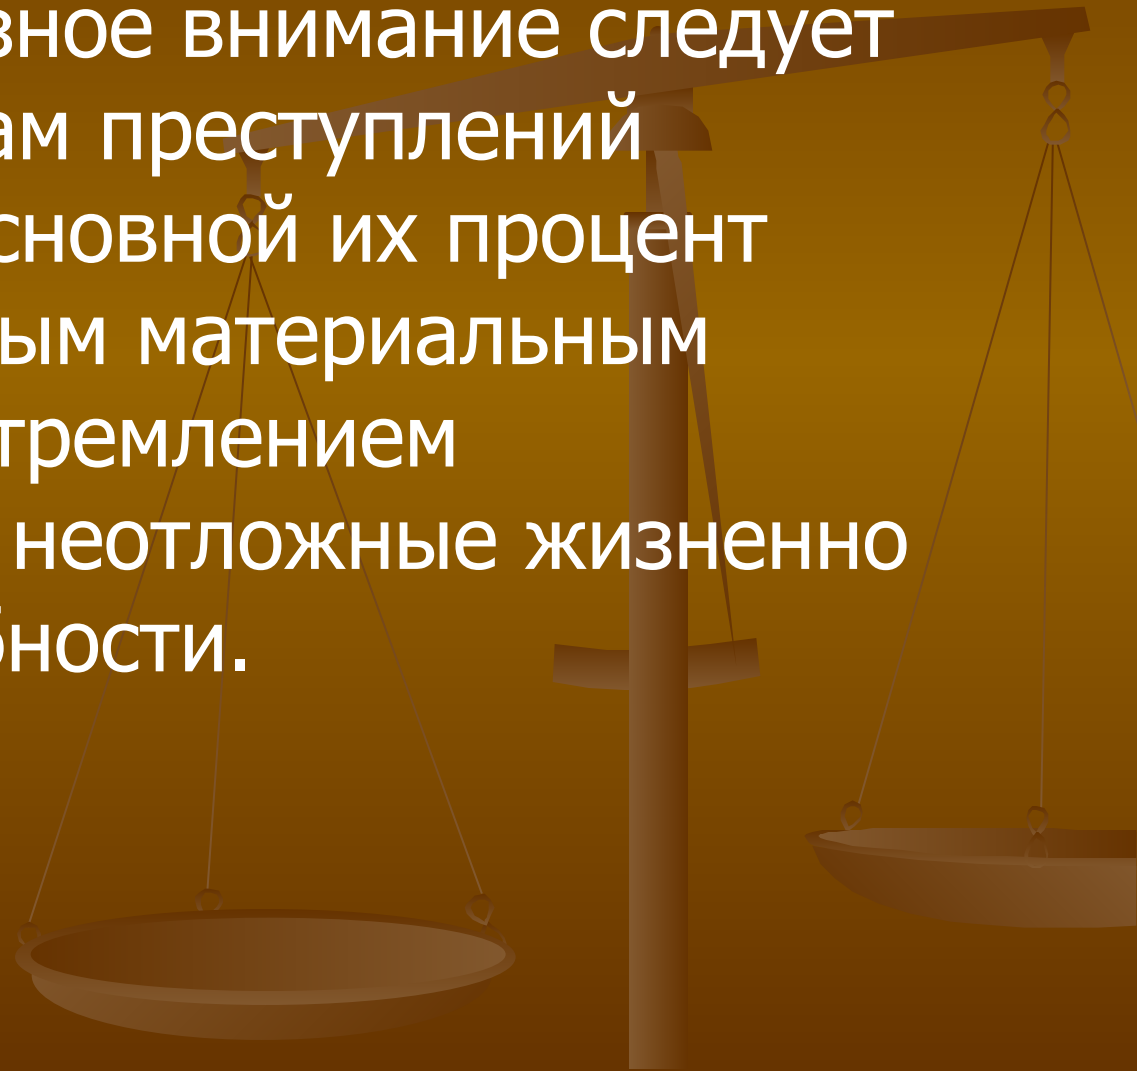 зное внимание следует
ам преступлений
сновной их процент
ым материальным
тремлением
неотложные жизненно
бности.